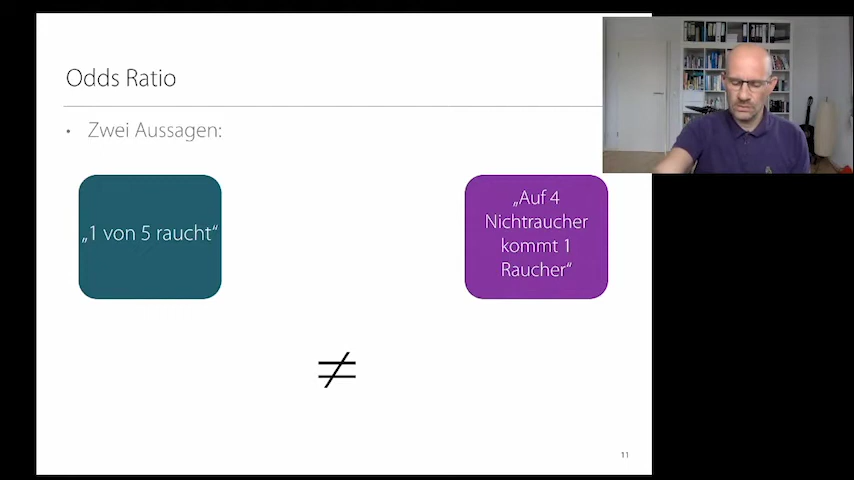 Odds Ratio
• Zwei Aussagen:
„1 von 5 raucht“
„Auf 4
Nichtraucher
kommt 1
Raucher“
≠
11